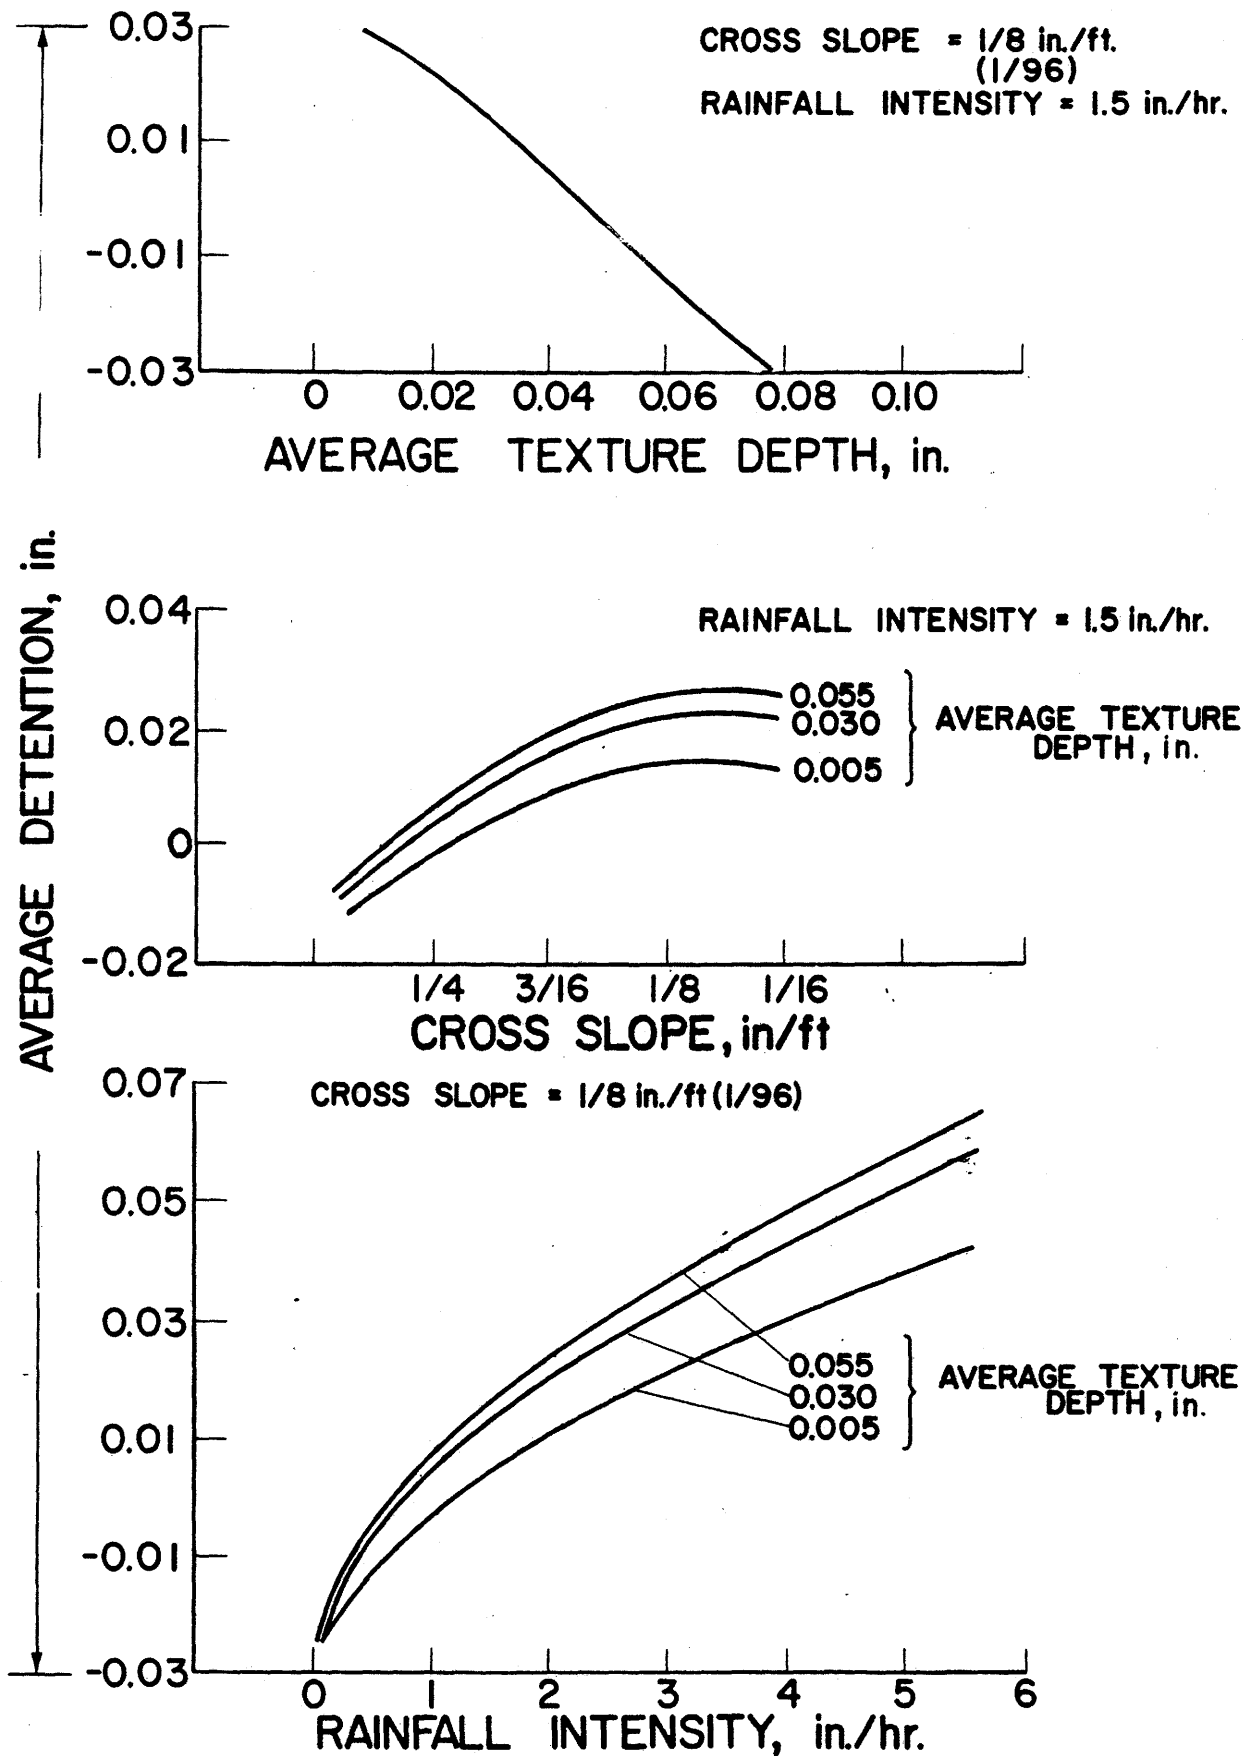 AVERAGE DETENTION, in.
0.03
0.01
-0.01
-0.03
CROSS SLOPE = 1/8 in./ft.
(1/96)
RAINFALL INTENSITY = 1.5 in./hr.
0 0.02 0.04 0.06 0.08 0.10
AVERAGE TEXTURE DEPTH, in.
0.04
0.02
0
-0.02
RAINFALL INTENSITY = 1.5 in./hr.
0.055
0.030
0.005
AVERAGE TEXTURE
DEPTH, in.
1/4 3/16 1/8 1/16
CROSS SLOPE, in/ft
0.07
0.05
0.03
0.01
-0.01
-0.03
CROSS SLOPE = 1/8 in./ft (1/96)
0.055
0.030
0.005
AVERAGE TEXTURE
DEPTH, in.
0 1 2 3 4 5 6
RAINFALL INTENSITY, in./hr.